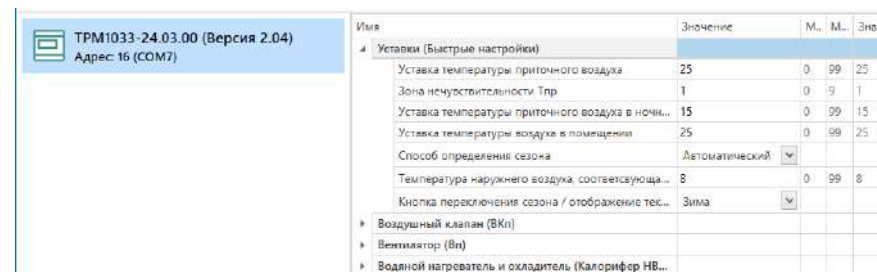 ТРМ1033-24.03.00 (Версия 2.04)
Адрес: 16 (COM7)
Имя Значение М.. М... Зна
Уставки (Быстрые настройки)
Уставка температуры приточного воздуха 25 0 99 25
Зона нечувствительности Тпр 1 0 9 1
Уставка температуры приточного воздуха в ночн... 15 0 99 15
Уставка температуры воздуха в помещении 25 0 99 25
Способ определения сезона Автоматический
Температура наружнего воздуха, соответсвующа... 8 0 99 8
Кнопка переключения сезона / отображение тек... Зима
Воздушный клапан (ВКп)
Вентилятор (Вп)
Водяной нагреватель и охладитель (Калорифер НВ...